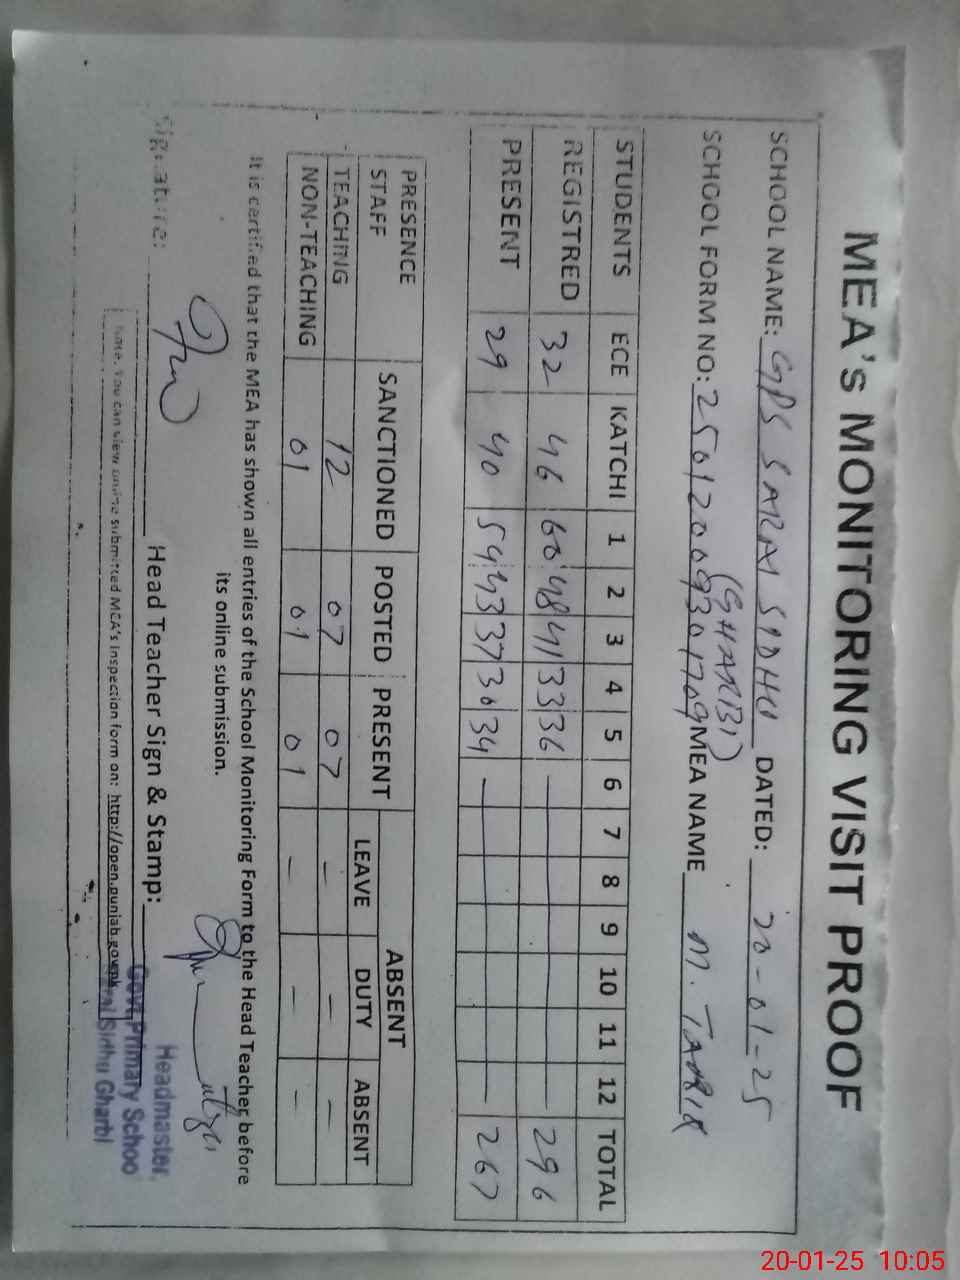 MEA's MONITORING VISIT PROOF
SCHOOL NAME: GPS SARAI SIDHU DATED: 20-01-25
(GHARBI)
SCHOOL FORM NO: 25012009301709 MEA NAME M. TARIQ
STUDENTS ECE KATCHI 1 2 3 4 5 6 7 8 9 10 11 12 TOTAL
REGISTRED 32 46 60 48 41 33 36 — 296
PRESENT 29 40 54 43 37 30 34 — 267
PRESENCE STAFF SANCTIONED POSTED PRESENT ABSENT
LEAVE DUTY ABSENT
TEACHING 12 07 07 — — —
NON-TEACHING 01 01 01 — — —
It is certified that the MEA has shown all entries of the School Monitoring Form to the Head Teacher before
its online submission.
Signature: Head Teacher Sign & Stamp:
Headmaster
Govt Primary Schoo
Sidhu Gharbi
Note. You can view online submitted MEA's Inspection form on: http://open.punjab.gov.pk
20-01-25 10:05